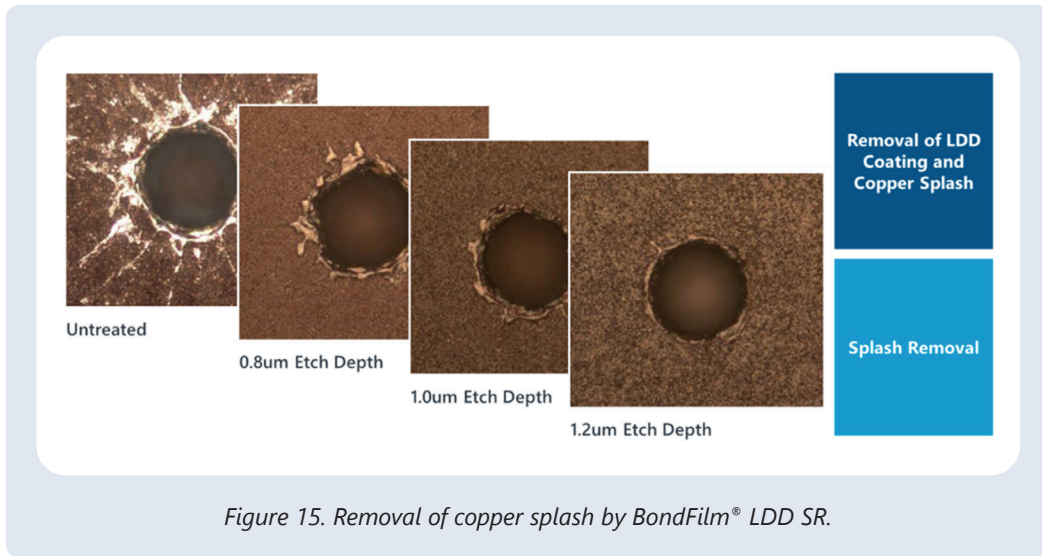 Untreated
0.8um Etch Depth
1.0um Etch Depth
1.2um Etch Depth
Removal of LDD
Coating and
Copper Splash
Splash Removal
Figure 15. Removal of copper splash by BondFilm® LDD SR.